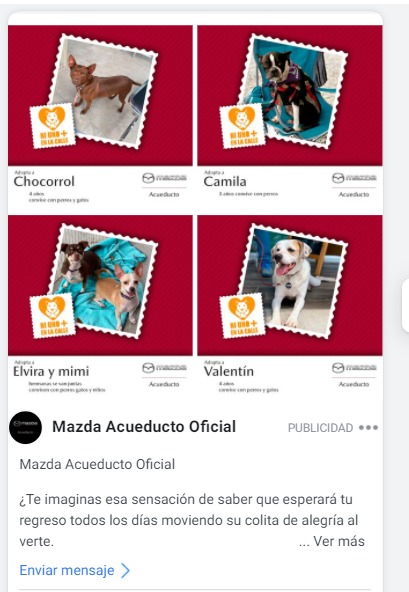 NI UNO +
EN LA CALLE
Adopta a
Chocorrol
4 años
convive con perros y gatos
mazda
Acueducto
NI UNO +
EN LA CALLE
Adopta a
Camila
3 años convive con perros
mazda
Acueducto
NI UNO +
EN LA CALLE
Adopta a
Elvira y mimi
hermanas se van juntas
conviven con perros gatos y niños
mazda
Acueducto
NI UNO +
EN LA CALLE
Adopta a
Valentín
6 años
convive con perros y gatos
mazda
Acueducto
Mazda Acueducto Oficial
PUBLICIDAD
Mazda Acueducto Oficial
¿Te imaginas esa sensación de saber que esperará tu
regreso todos los días moviendo su colita de alegría al
verte. ... Ver más
Enviar mensaje